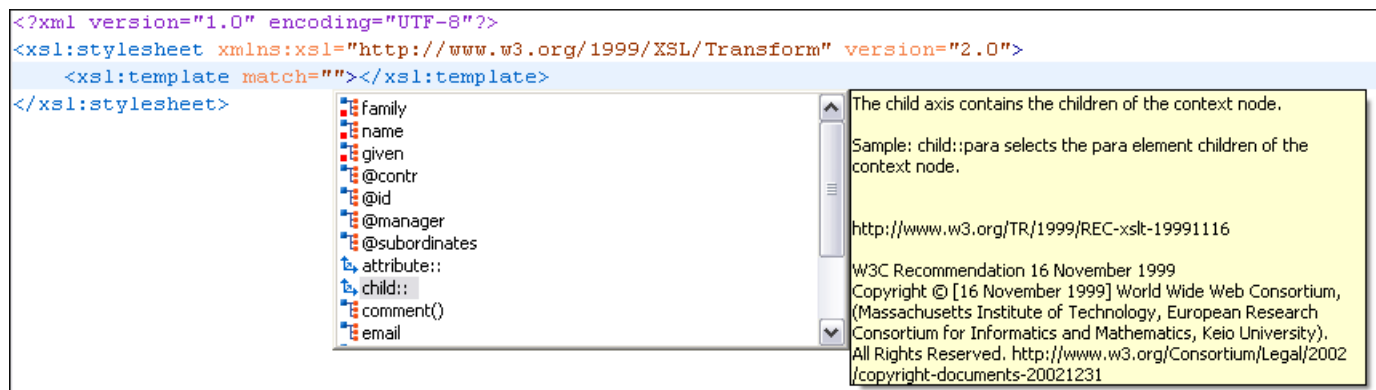 <?xml version="1.0" encoding="UTF-8"?>
<xsl:stylesheet xmlns:xsl="http://www.w3.org/1999/XSL/Transform" version="2.0">
<xsl:template match=""></xsl:template>
</xsl:stylesheet>
family
name
given
@contr
@id
@manager
@subordinates
attribute::
child::
comment()
email
The child axis contains the children of the context node.
Sample: child::para selects the para element children of the
context node.
http://www.w3.org/TR/1999/REC-xslt-19991116
W3C Recommendation 16 November 1999
Copyright © [16 November 1999] World Wide Web Consortium,
(Massachusetts Institute of Technology, European Research
Consortium for Informatics and Mathematics, Keio University).
All Rights Reserved. http://www.w3.org/Consortium/Legal/2002
/copyright-documents-20021231